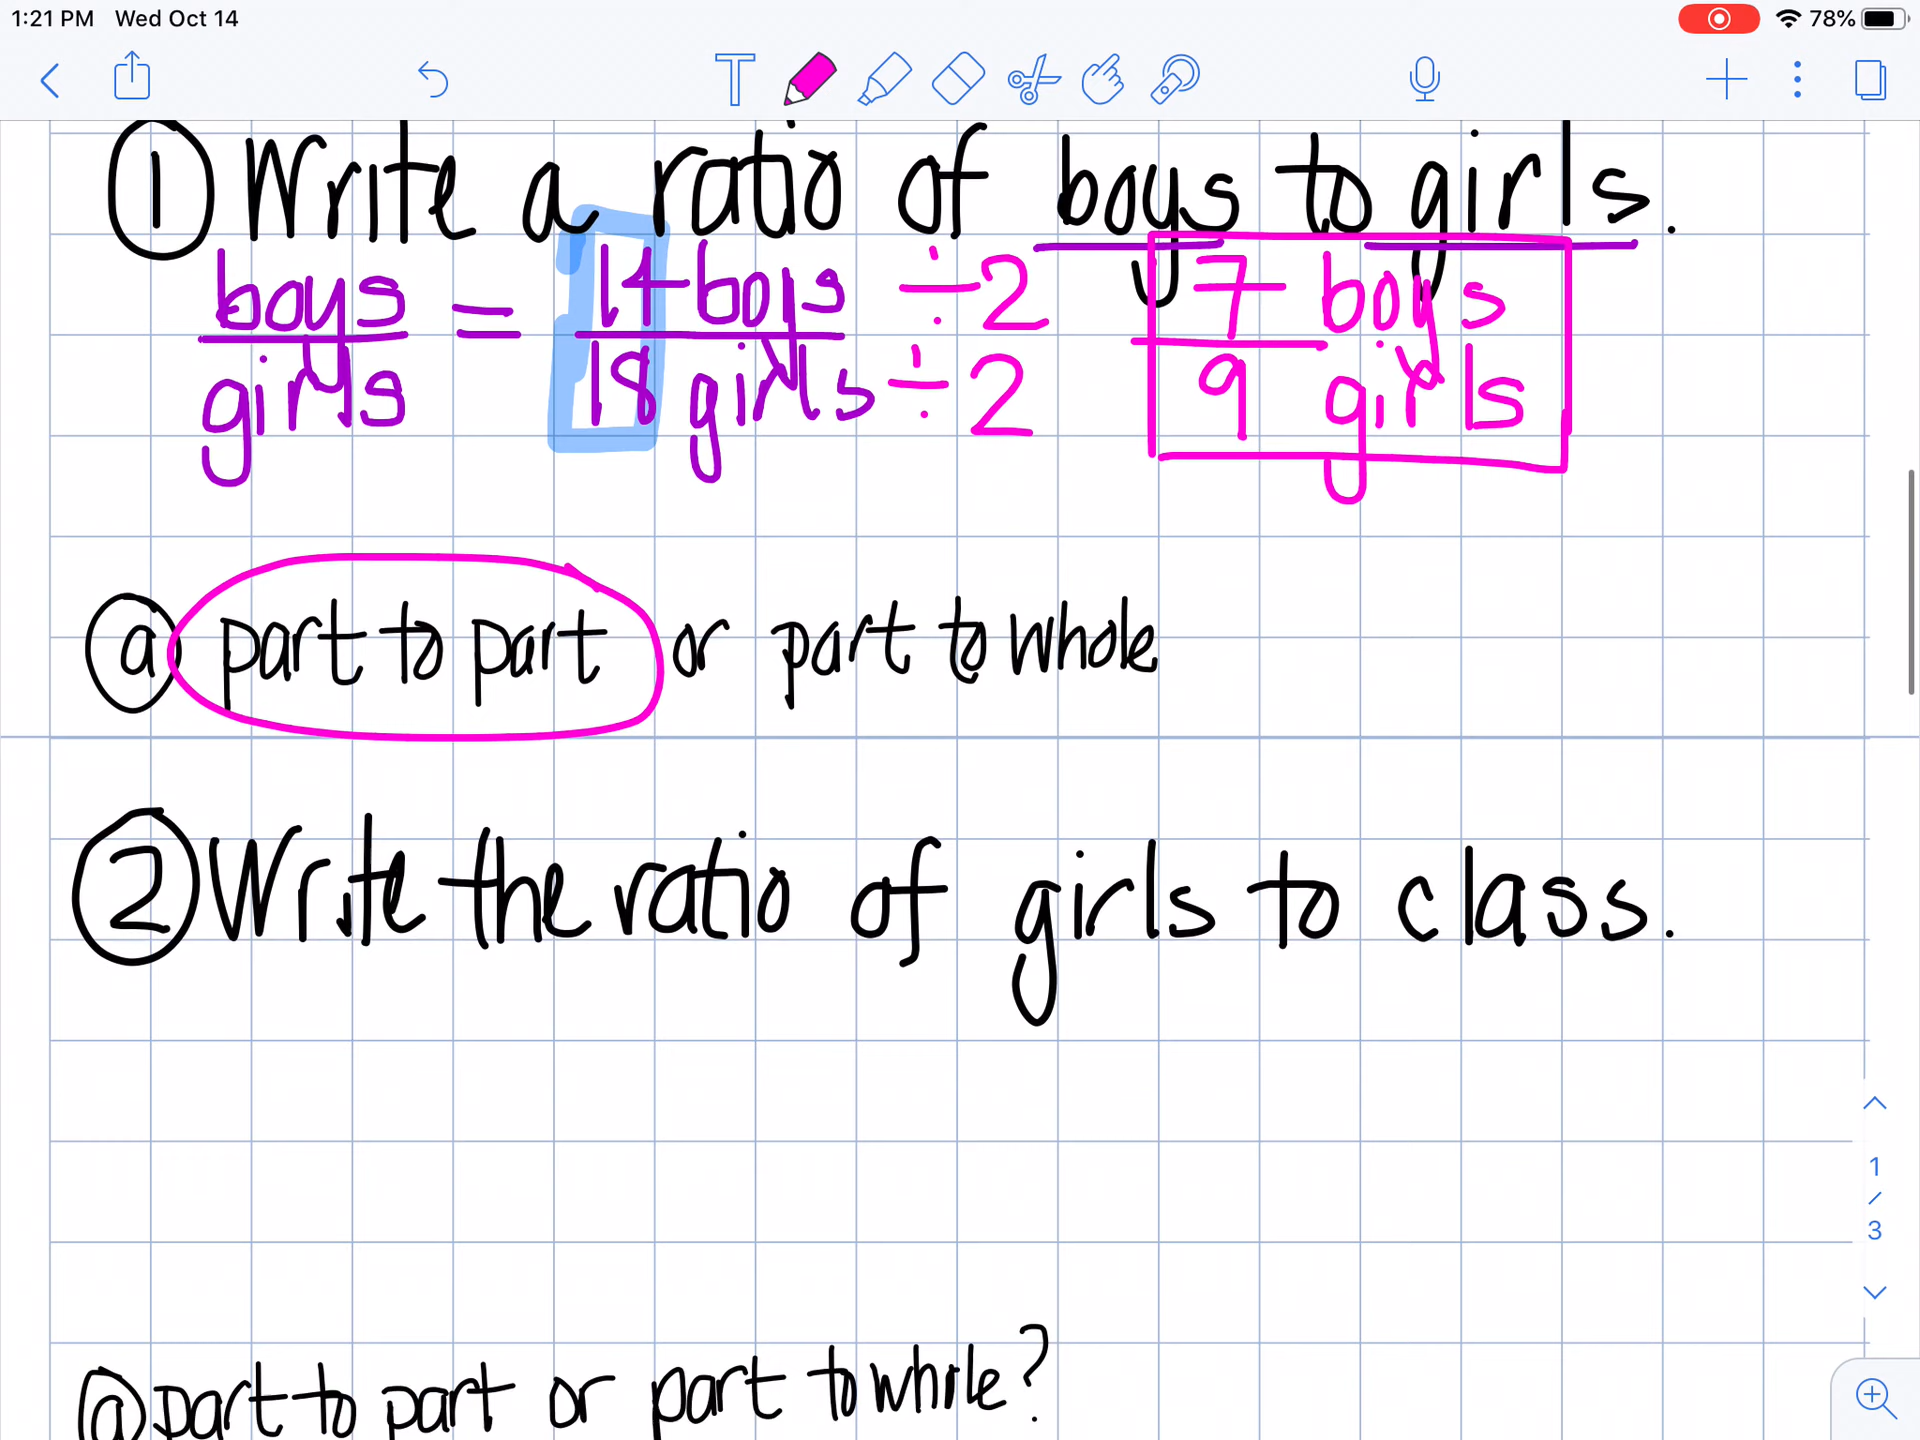 1:21 PM Wed Oct 14 78%
T
① Write a ratio of boys to girls.
boys = 14 boys ÷2 7 boys
girls 18 girls ÷2 9 girls
ⓐ part to part or part to whole
② Write the ratio of girls to class.
1
/
3
ⓐ part to part or part to whole?